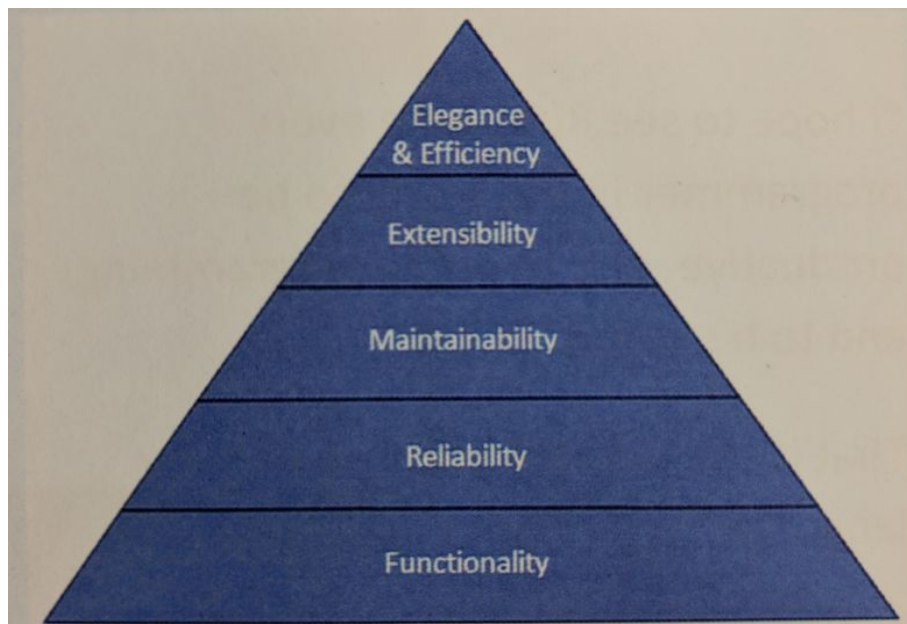 Elegance
& Efficiency
Extensibility
Maintainability
Reliability
Functionality